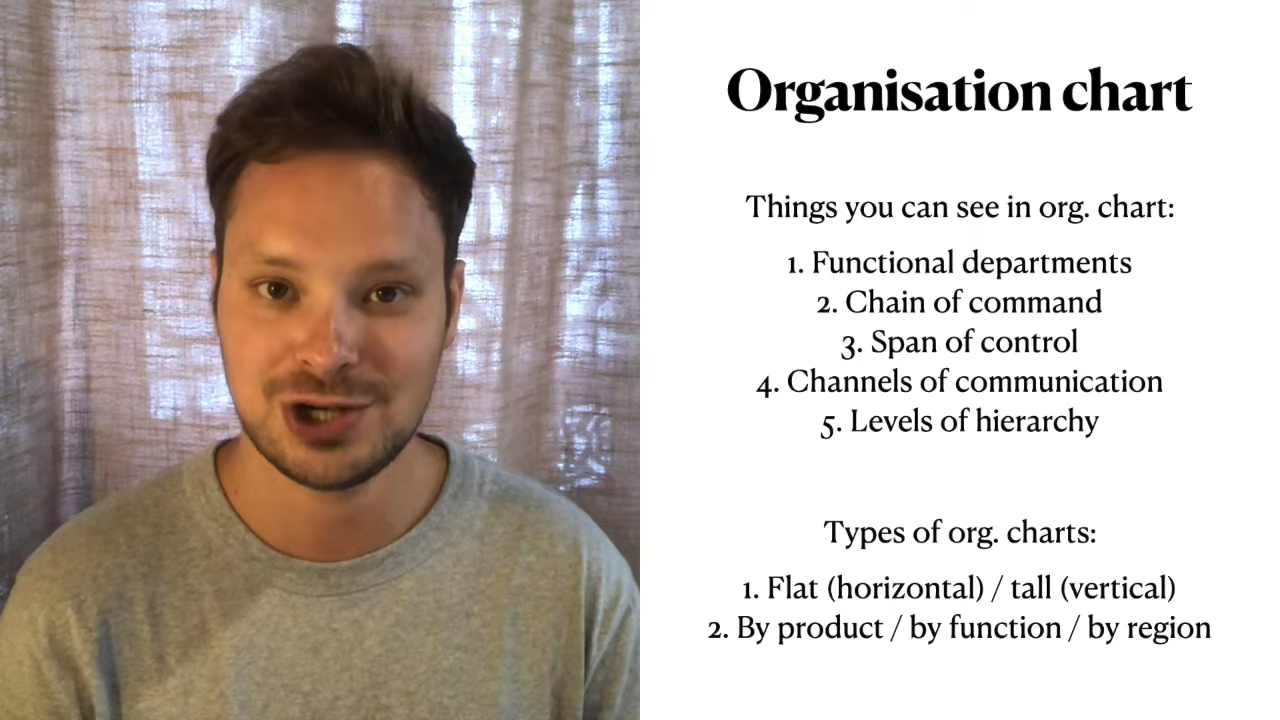 Organisation chart
Things you can see in org. chart:
1. Functional departments
2. Chain of command
3. Span of control
4. Channels of communication
5. Levels of hierarchy
Types of org. charts:
1. Flat (horizontal) / tall (vertical)
2. By product / by function / by region